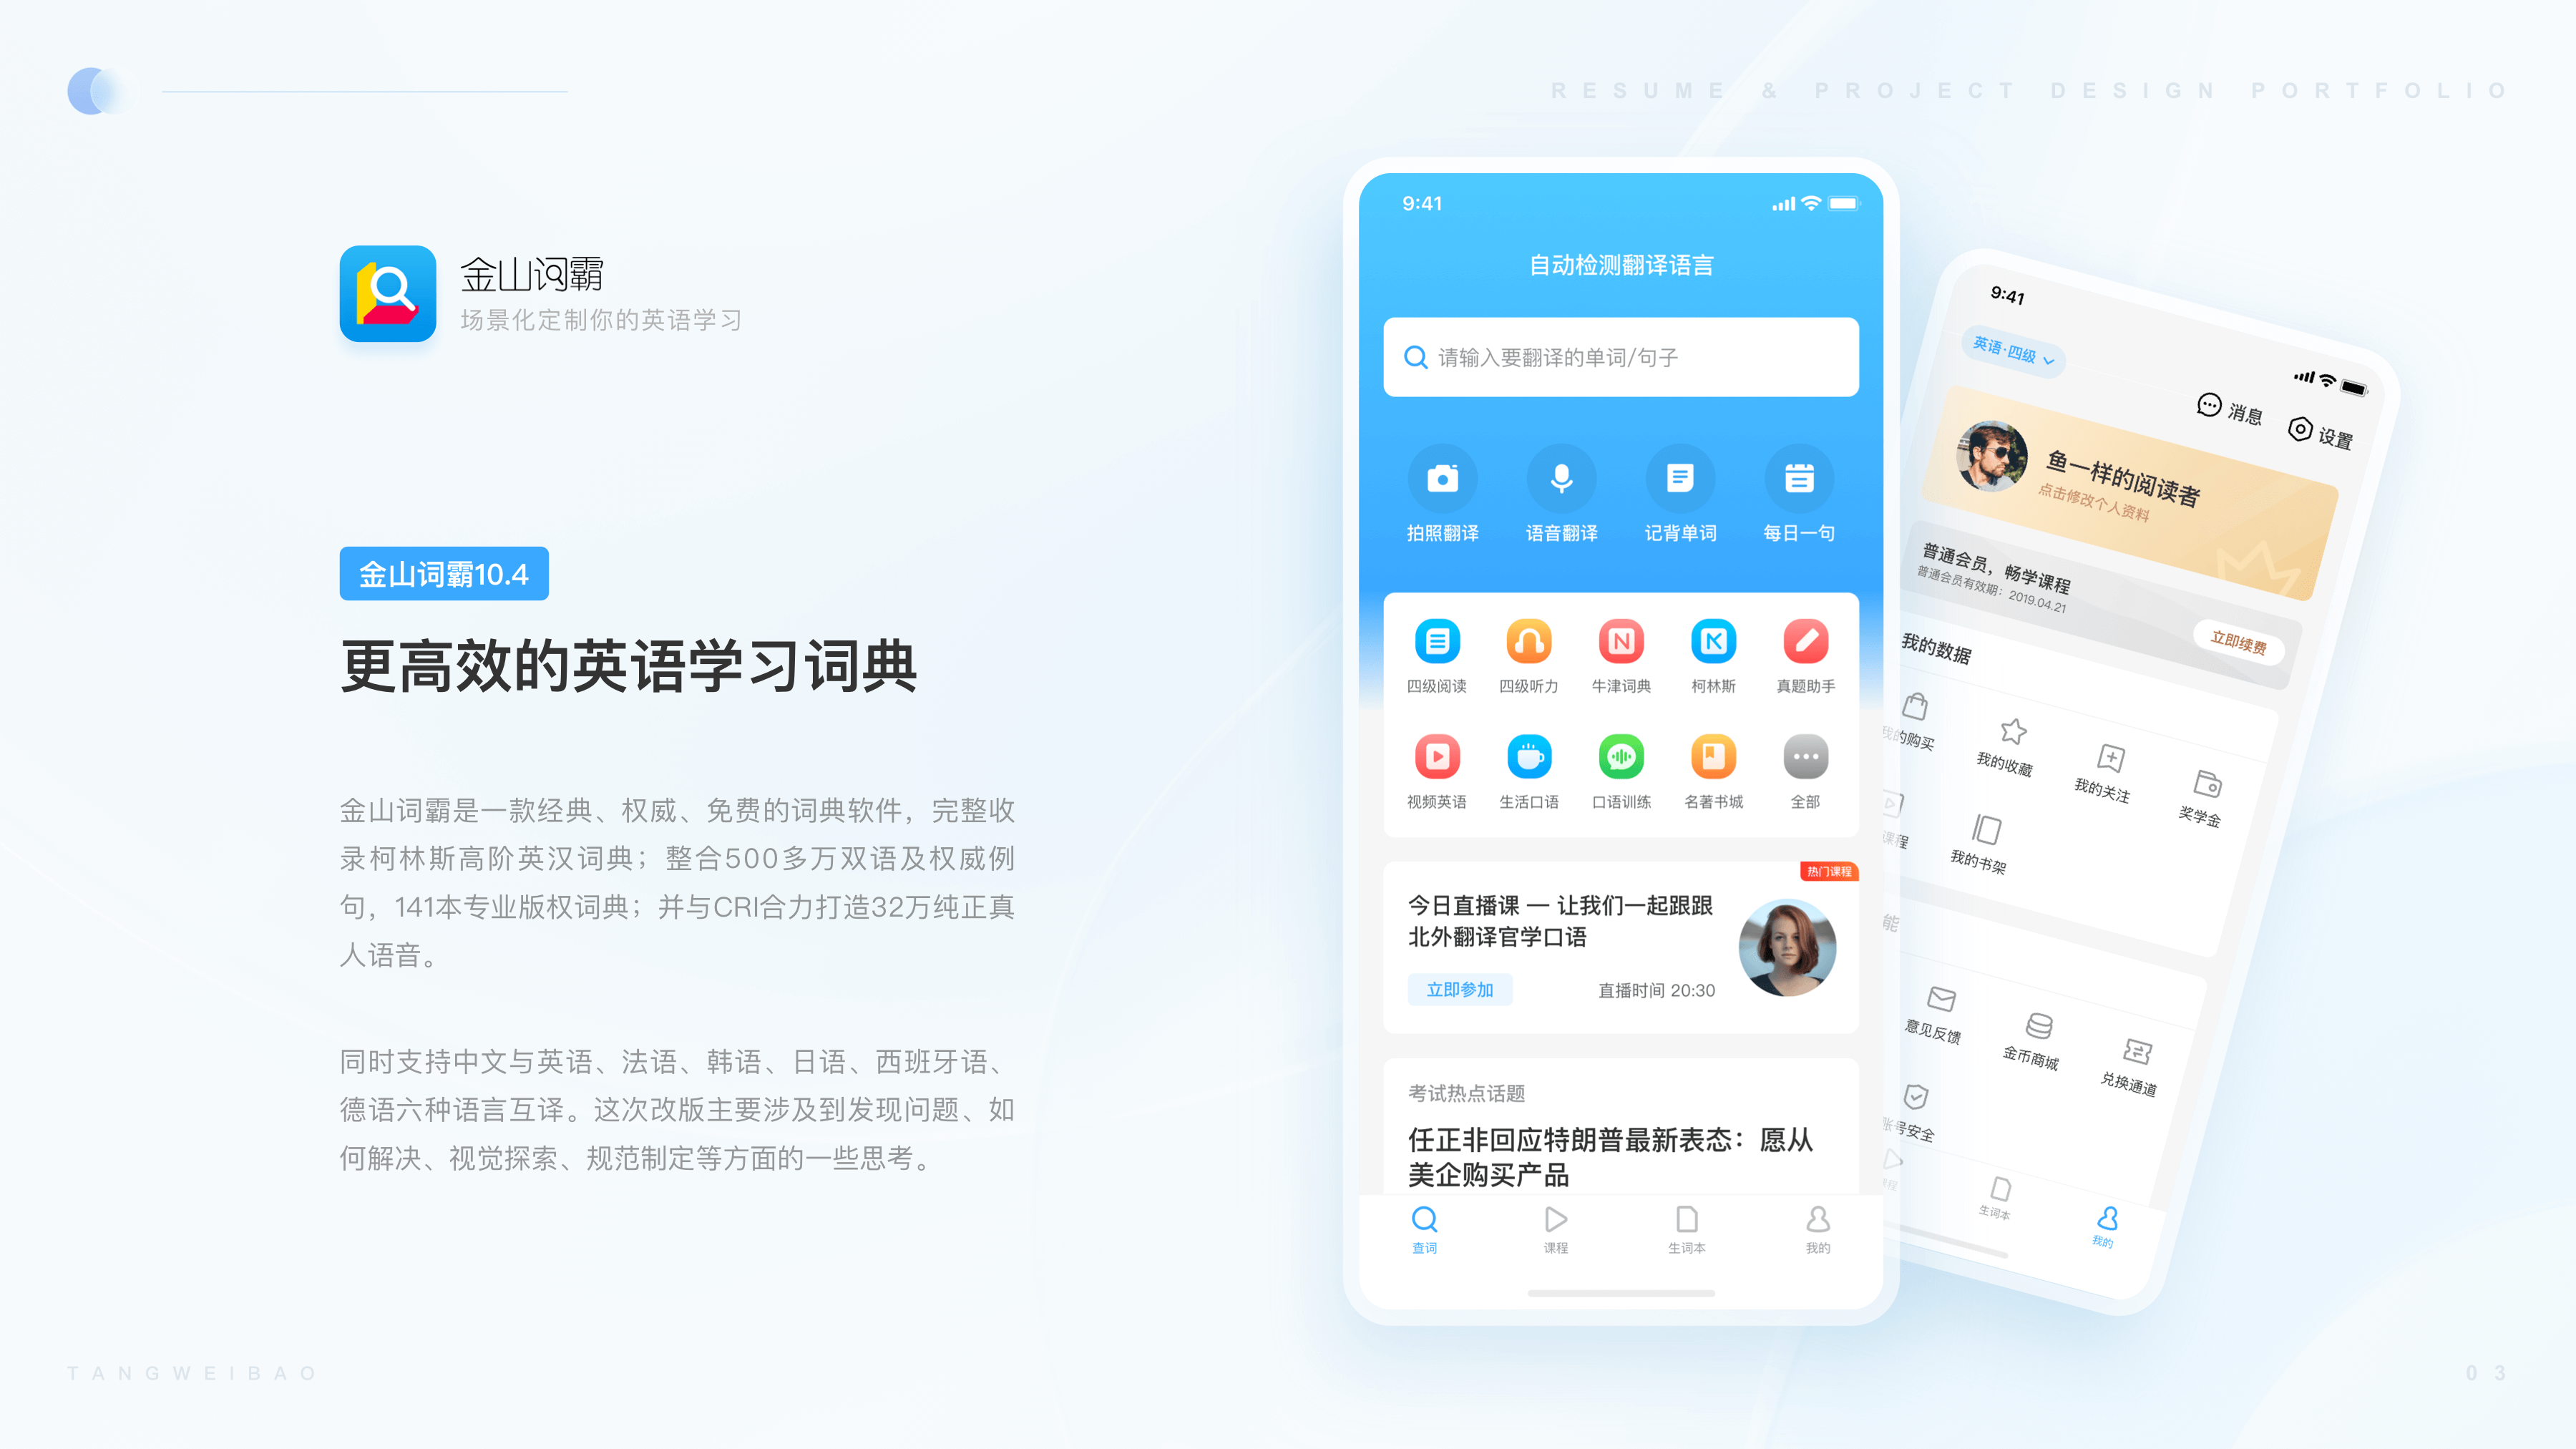 RESUME & PROJECT DESIGN PORTFOLIO
金山词霸
场景化定制你的英语学习
金山词霸10.4
更高效的英语学习词典
金山词霸是一款经典、权威、免费的词典软件，完整收
录柯林斯高阶英汉词典；整合500多万双语及权威例
句，141本专业版权词典；并与CRI合力打造32万纯正真
人语音。
同时支持中文与英语、法语、韩语、日语、西班牙语、
德语六种语言互译。这次改版主要涉及到发现问题、如
何解决、视觉探索、规范制定等方面的一些思考。
9:41
自动检测翻译语言
请输入要翻译的单词/句子
拍照翻译 语音翻译 记背单词 每日一句
四级阅读 四级听力 牛津词典 柯林斯 真题助手
视频英语 生活口语 口语训练 名著书城 全部
热门课程
今日直播课 — 让我们一起跟跟
北外翻译官学口语
立即参加 直播时间 20:30
考试热点话题
任正非回应特朗普最新表态：愿从
美企购买产品
查词 课程 生词本 我的
9:41
英语·四级
消息 设置
鱼一样的阅读者
点击修改个人资料
普通会员，畅学课程
普通会员有效期：2019.04.21
立即续费
我的数据
我的购买 我的收藏 我的关注 奖学金
课程 我的书架
能
意见反馈 金币商城 兑换通道
账号安全
课程 生词本 我的
TANGWEIBAO
03